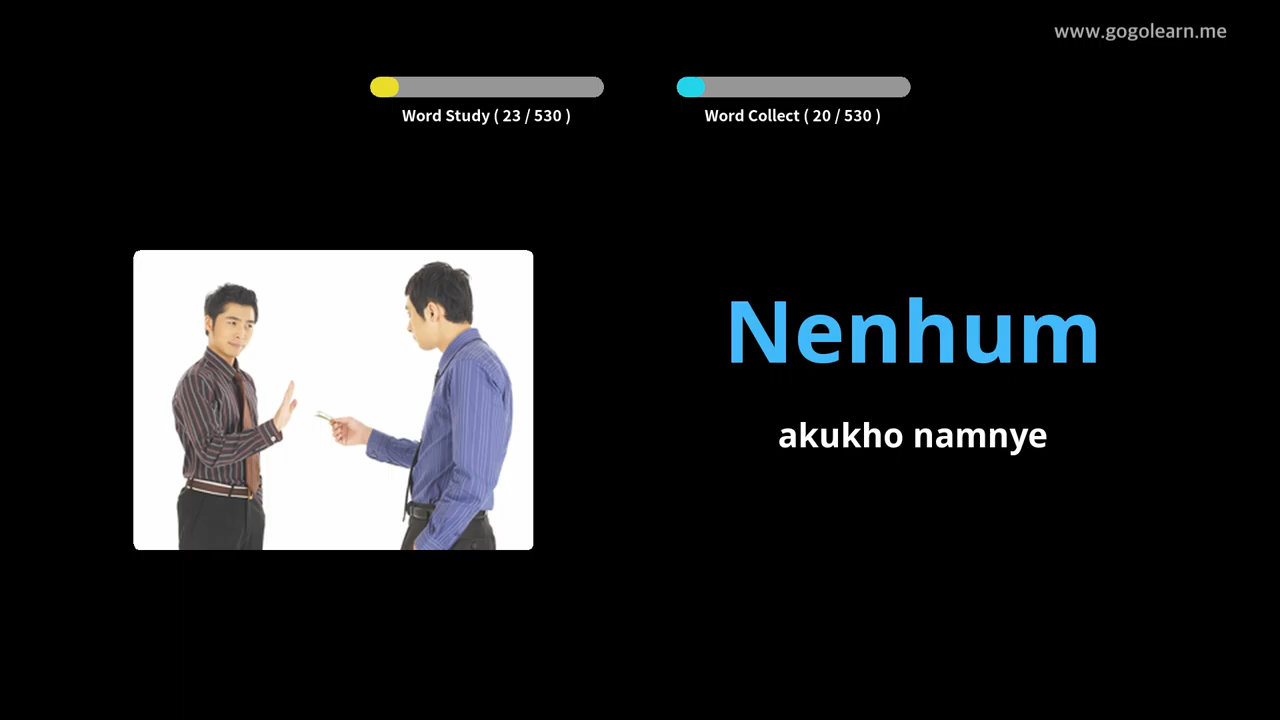 www.gogolearn.me
Word Study ( 23 / 530 )
Word Collect ( 20 / 530 )
Nenhum
akukho namnye